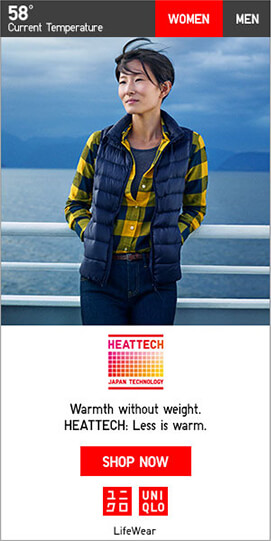 58°
Current Temperature
WOMEN
MEN
HEATTECH
JAPAN TECHNOLOGY
Warmth without weight.
HEATTECH: Less is warm.
SHOP NOW
ユニ
クロ
UNI
QLO
LifeWear